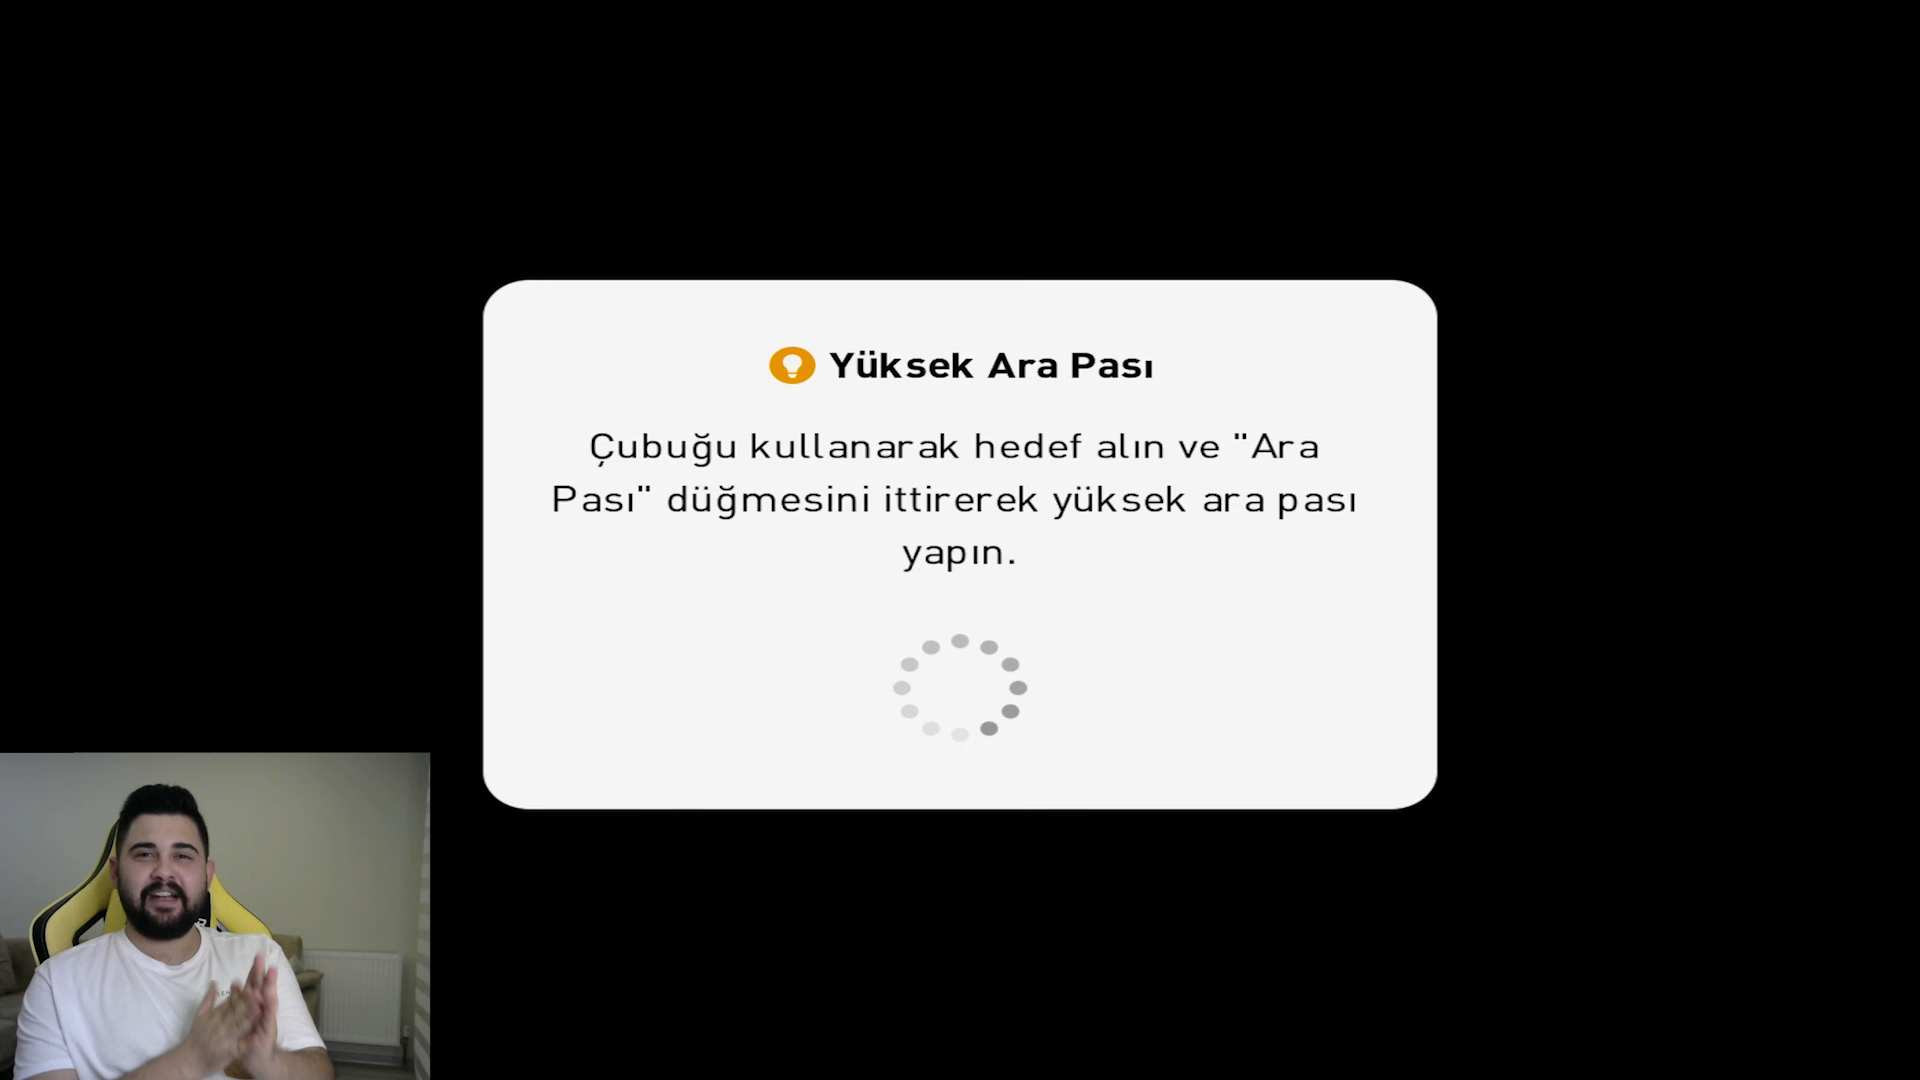 Yüksek Ara Pası
Çubuğu kullanarak hedef alın ve "Ara
Pası" düğmesini ittirerek yüksek ara pası
yapın.